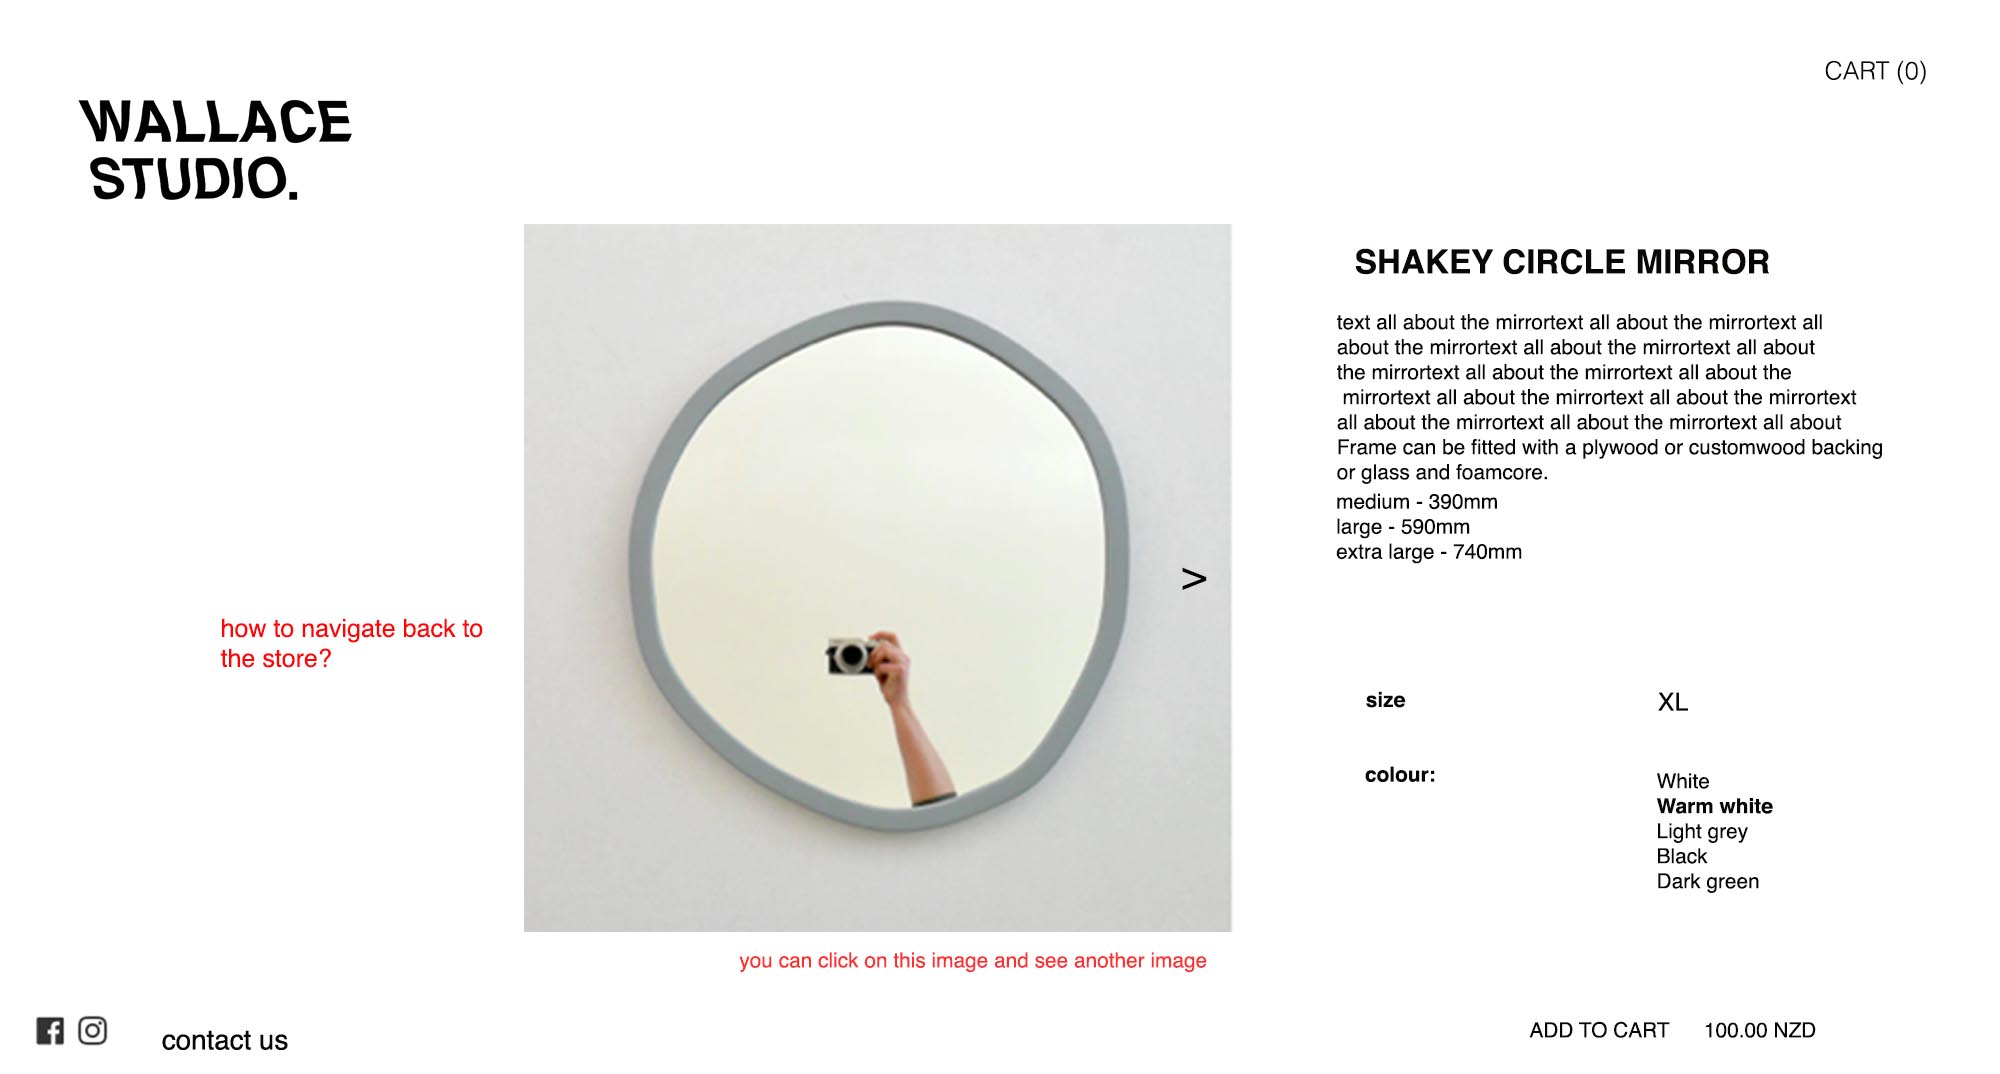 CART (0)
WALLACE
STUDIO.
SHAKEY CIRCLE MIRROR
text all about the mirrortext all about the mirrortext all
about the mirrortext all about the mirrortext all about
the mirrortext all about the mirrortext all about the
mirrortext all about the mirrortext all about the mirrortext
all about the mirrortext all about the mirrortext all about
Frame can be fitted with a plywood or customwood backing
or glass and foamcore.
medium - 390mm
large - 590mm
extra large - 740mm
>
how to navigate back to
the store?
size XL
colour:
White
Warm white
Light grey
Black
Dark green
you can click on this image and see another image
contact us
ADD TO CART 100.00 NZD